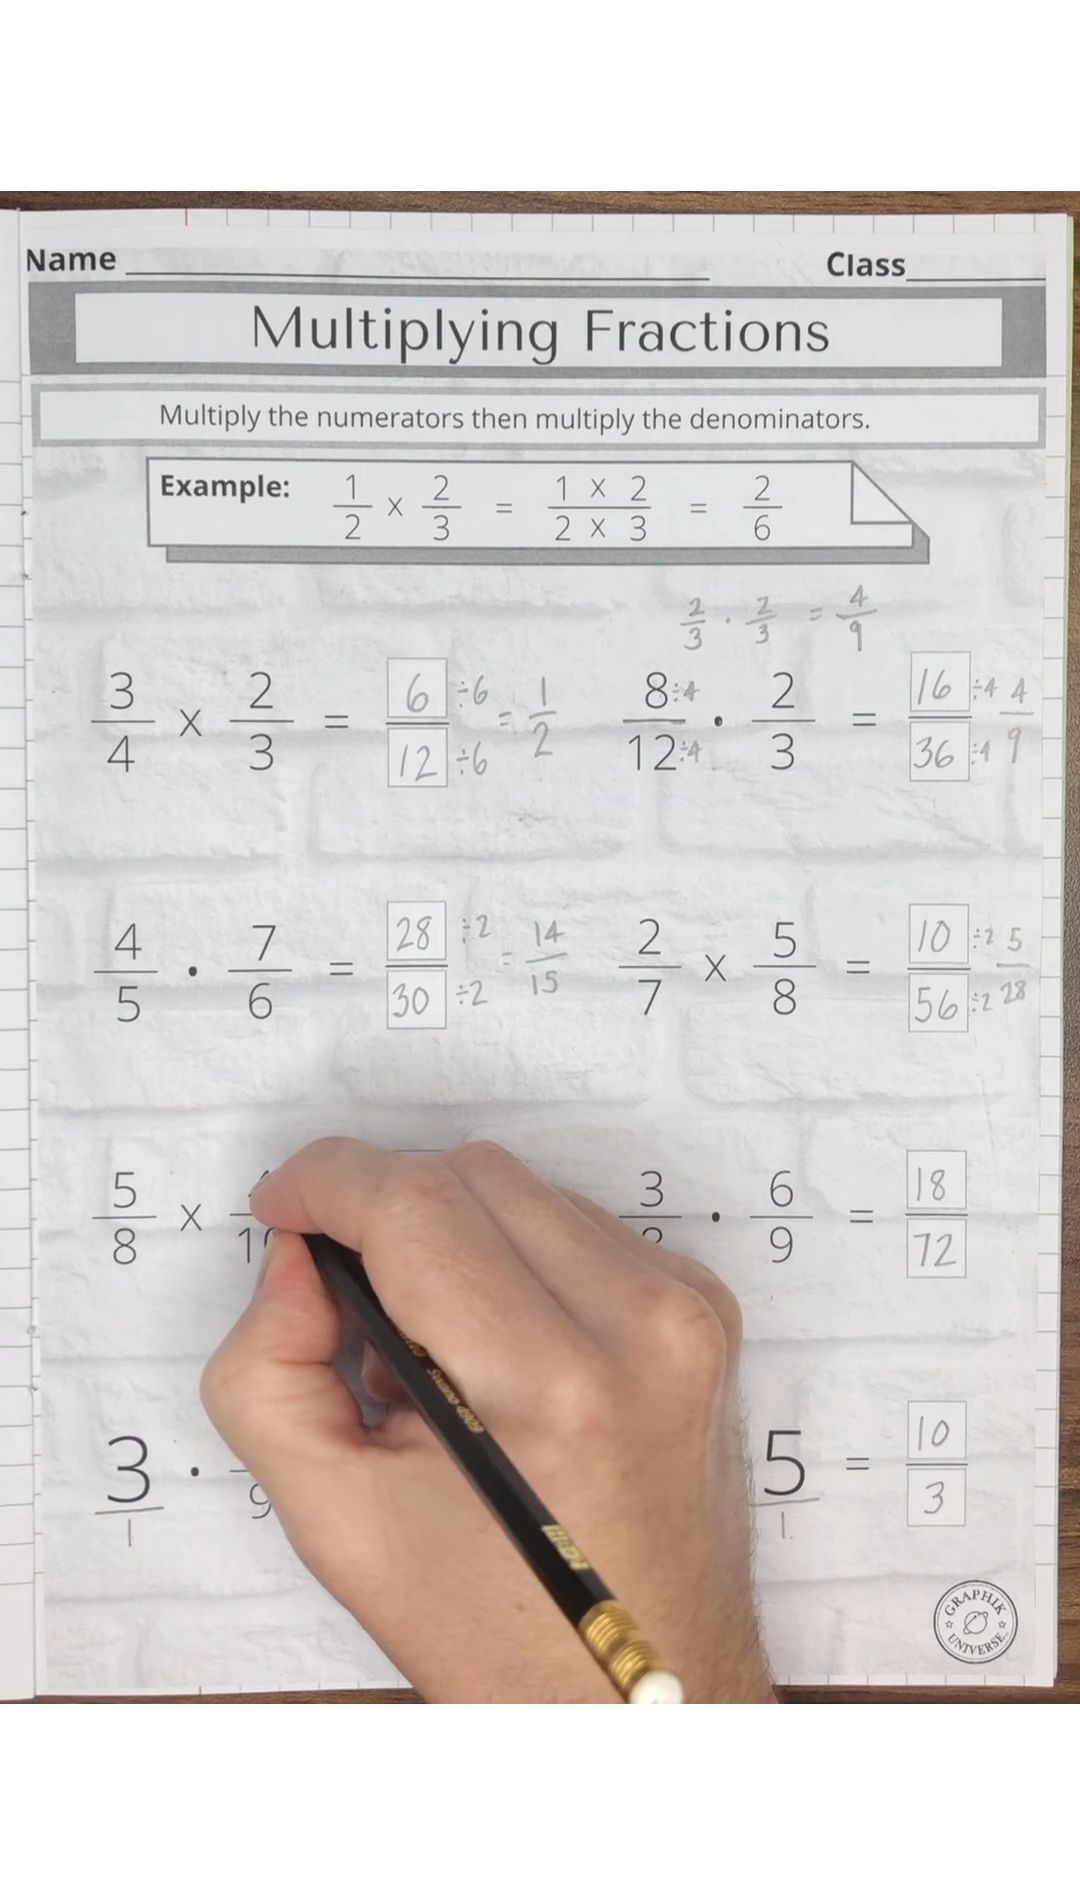 Name Class
Multiplying Fractions
Multiply the numerators then multiply the denominators.
Example: 1/2 x 2/3 = 1 x 2/2 x 3 = 2/6
2/3 · 2/3 = 4/9
3/4 x 2/3 = 6/12 ÷6/÷6 = 1/2
8÷4/12÷4 · 2/3 = 16/36 ÷4/÷4 4/9
4/5 · 7/6 = 28/30 ÷2/÷2 = 14/15
2/7 x 5/8 = 10/56 ÷2/÷2 5/28
5/8 x
3 · 6/9 = 18/72
3/1 · 9
5/1 = 10/3
Swano 4909
GRAPHIK
UNIVERSE